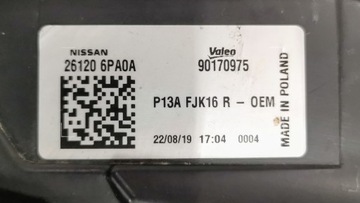 NISSAN Valeo
26120 6PA0A 90170975
P13A FJK16 R - OEM
22/08/19 17:04 0004
MADE IN POLAND